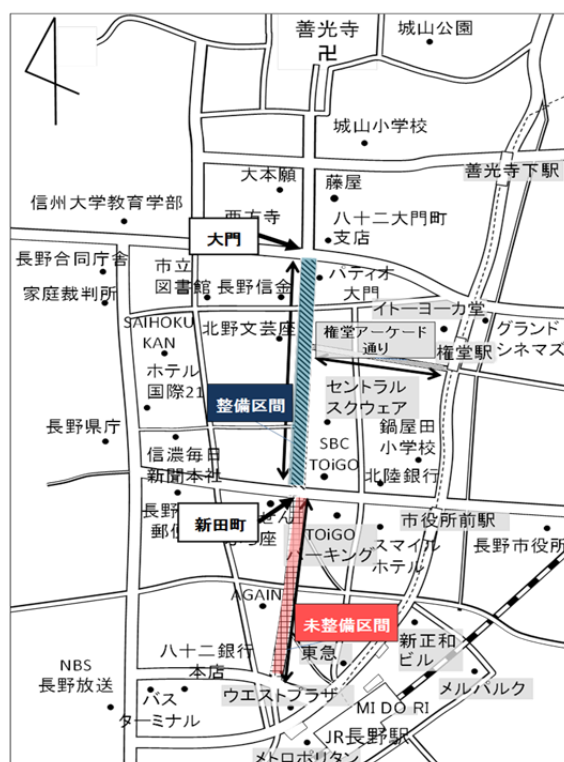 善光寺
城山公園
城山小学校
善光寺下駅
大本願
藤屋
信州大学教育学部
西方寺
八十二大門町
支店
大門
長野合同庁舎
市立
図書館
長野信金
パティオ
大門
家庭裁判所
イトーヨーカ堂
SAIHOKU
KAN
北野文芸座
権堂アーケード
通り
グランド
シネマズ
権堂駅
ホテル
国際21
セントラル
スクウェア
整備区間
鍋屋田
小学校
長野県庁
SBC
TOiGO
信濃毎日
新聞本社
北陸銀行
長野
郵便
新田町
せん
座
TOiGO
パーキング
市役所前駅
スマイル
ホテル
長野市役所
AGAIN
未整備区間
東急
新正和
ビル
八十二銀行
本店
NBS
長野放送
バス
ターミナル
ウエストプラザ
メルパルク
MIDORI
JR長野駅
メトロポリタン